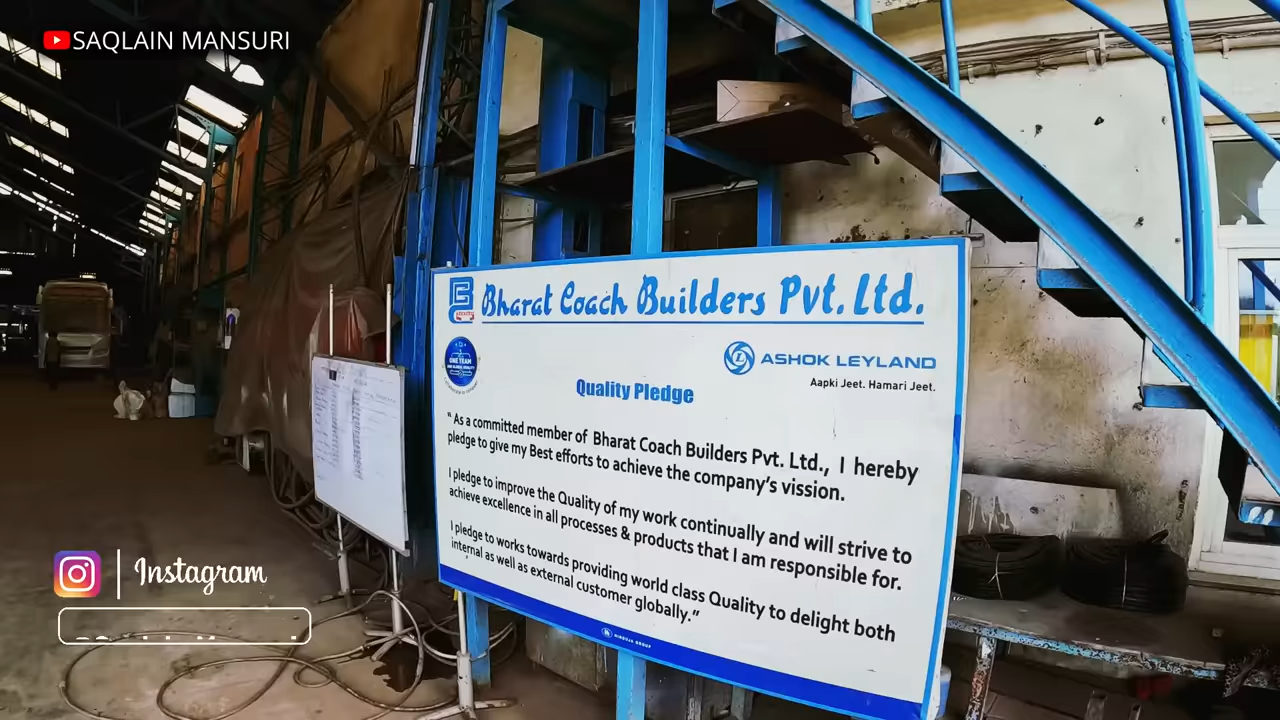 SAQLAIN MANSURI
Bharat Coach Builders Pvt. Ltd.
ONE TEAM
ASHOK LEYLAND
Aapki Jeet. Hamari Jeet.
Quality Pledge
“ As a committed member of Bharat Coach Builders Pvt. Ltd., I hereby
pledge to give my Best efforts to achieve the company's vission.
I pledge to improve the Quality of my work continually and will strive to
achieve excellence in all processes & products that I am responsible for.
I pledge to works towards providing world class Quality to delight both
internal as well as external customer globally.”
HINDUJA GROUP
Instagram